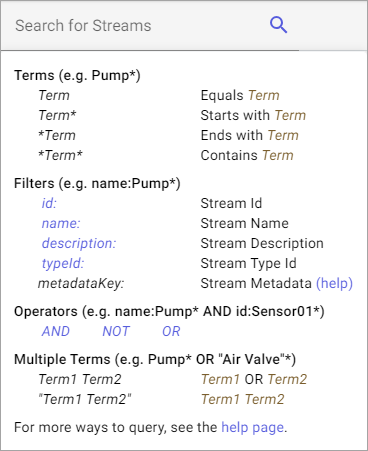 Search for Streams
Terms (e.g. Pump*)
Term Equals Term
Term* Starts with Term
*Term Ends with Term
*Term* Contains Term
Filters (e.g. name:Pump*)
id: Stream Id
name: Stream Name
description: Stream Description
typeId: Stream Type Id
metadataKey: Stream Metadata (help)
Operators (e.g. name:Pump* AND id:Sensor01*)
AND NOT OR
Multiple Terms (e.g. Pump* OR "Air Valve"*)
Term1 Term2 Term1 OR Term2
"Term1 Term2" Term1 Term2
For more ways to query, see the help page.